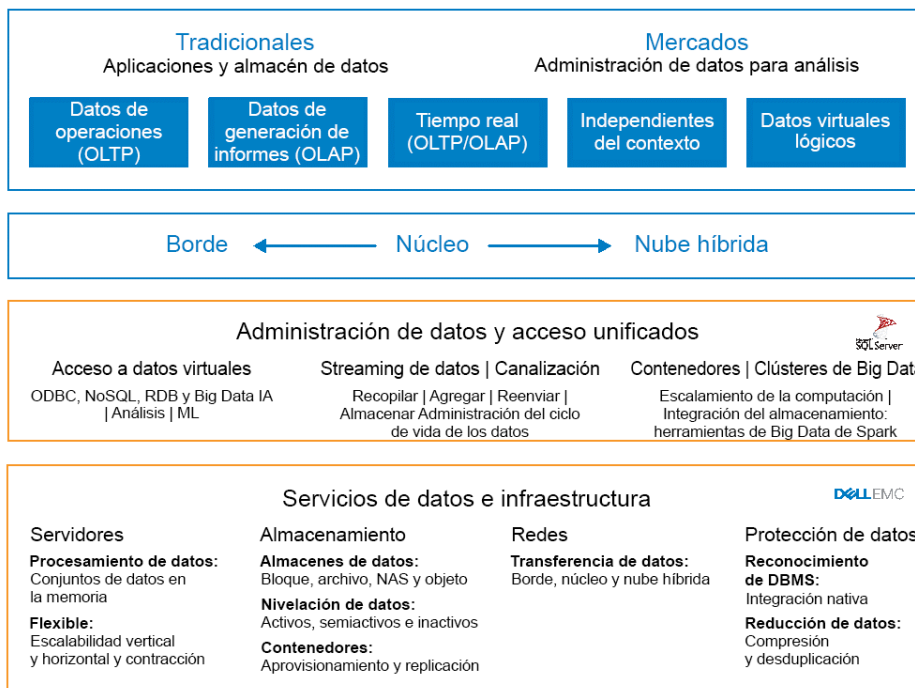 Tradicionales
Aplicaciones y almacén de datos
Mercados
Administración de datos para análisis
Datos de
operaciones
(OLTP)
Datos de
generación de
informes (OLAP)
Tiempo real
(OLTP/OLAP)
Independientes
del contexto
Datos virtuales
lógicos
Borde
Núcleo
Nube híbrida
Administración de datos y acceso unificados
SQL Server
Acceso a datos virtuales
ODBC, NoSQL, RDB y Big Data IA
| Análisis | ML
Streaming de datos | Canalización
Recopilar | Agregar | Reenviar |
Almacenar Administración del ciclo
de vida de los datos
Contenedores | Clústeres de Big Data
Escalamiento de la computación |
Integración del almacenamiento:
herramientas de Big Data de Spark
Servicios de datos e infraestructura
DELLEMC
Servidores
Procesamiento de datos:
Conjuntos de datos en
la memoria
Flexible:
Escalabilidad vertical
y horizontal y contracción
Almacenamiento
Almacenes de datos:
Bloque, archivo, NAS y objeto
Nivelación de datos:
Activos, semiactivos e inactivos
Contenedores:
Aprovisionamiento y replicación
Redes
Transferencia de datos:
Borde, núcleo y nube híbrida
Protección de datos
Reconocimiento
de DBMS:
Integración nativa
Reducción de datos:
Compresión
y desduplicación